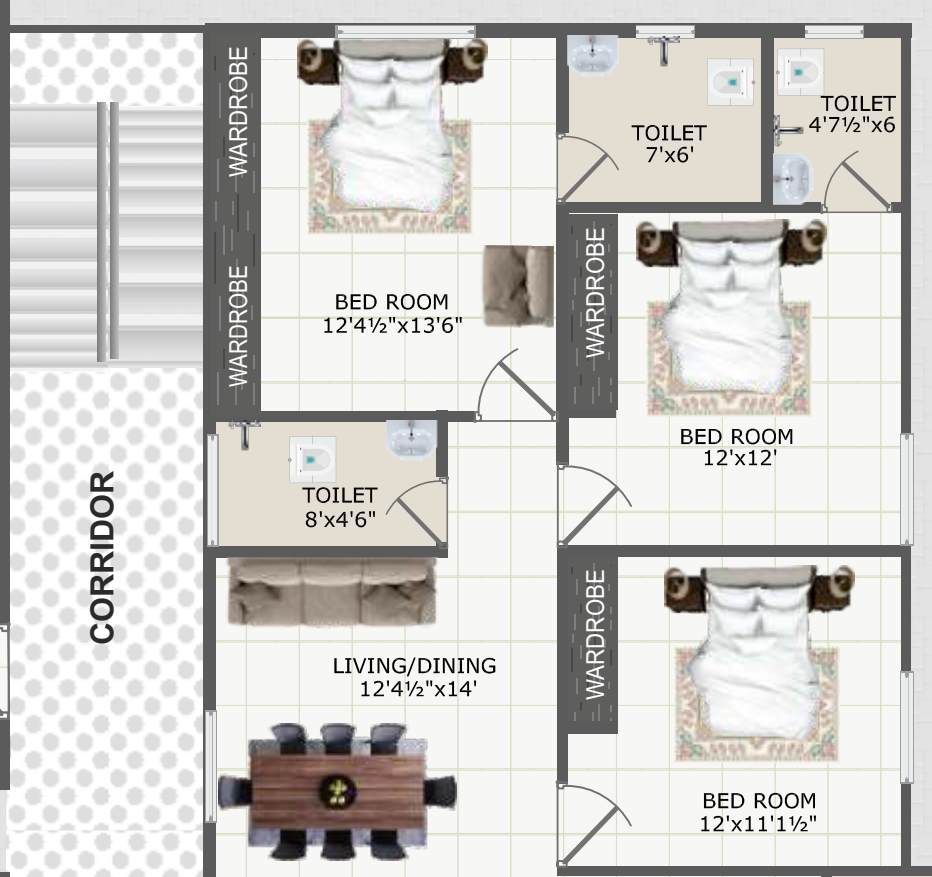 WARDROBE
WARDROBE
BED ROOM
12'4½"x13'6"
TOILET
7'x6'
TOILET
4'7½"x6
WARDROBE
BED ROOM
12'x12'
CORRIDOR
TOILET
8'x4'6"
LIVING/DINING
12'4½"x14'
WARDROBE
BED ROOM
12'x11'1½"